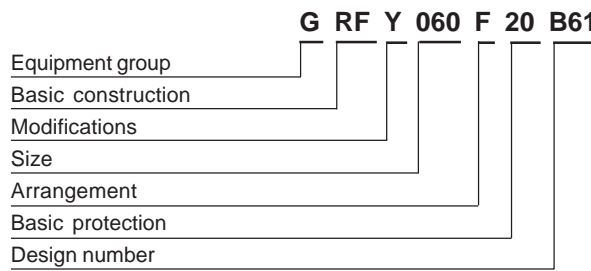 G RF Y 060 F 20 B61
Equipment group
Basic construction
Modifications
Size
Arrangement
Basic protection
Design number